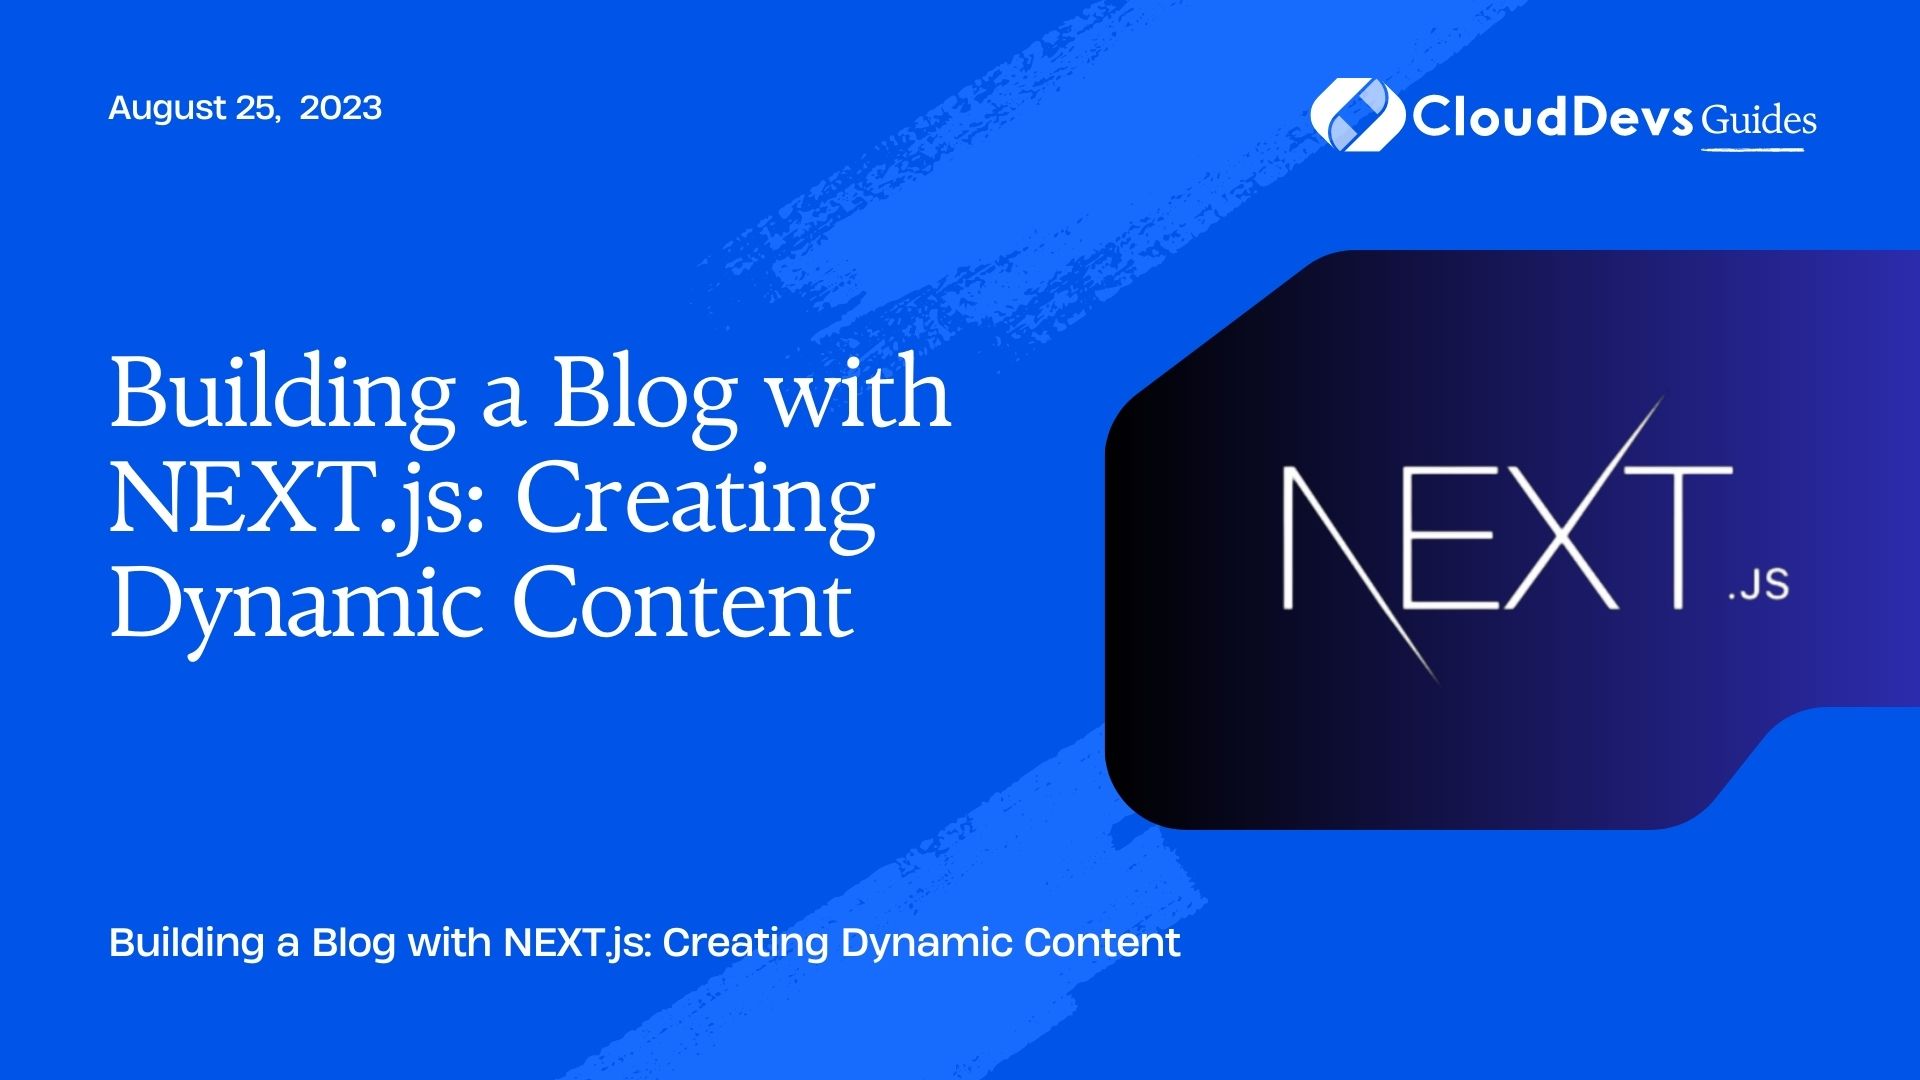 August 25, 2023
CloudDevs Guides
Building a Blog with
NEXT.js: Creating
Dynamic Content
NEXT.JS
Building a Blog with NEXT.js: Creating Dynamic Content